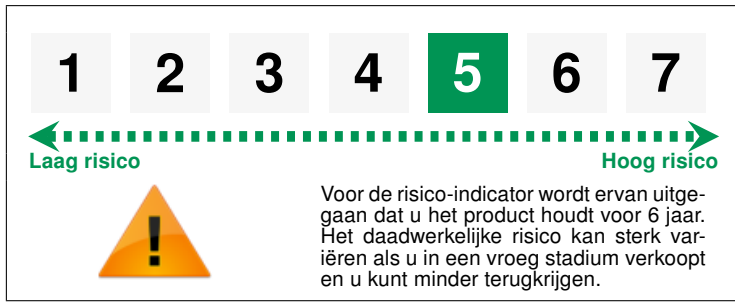 1 2 3 4 5 6 7
Laag risico Hoog risico
!
Voor de risico-indicator wordt ervan uitge-
gaan dat u het product houdt voor 6 jaar.
Het daadwerkelijke risico kan sterk var-
iëren als u in een vroeg stadium verkoopt
en u kunt minder terugkrijgen.